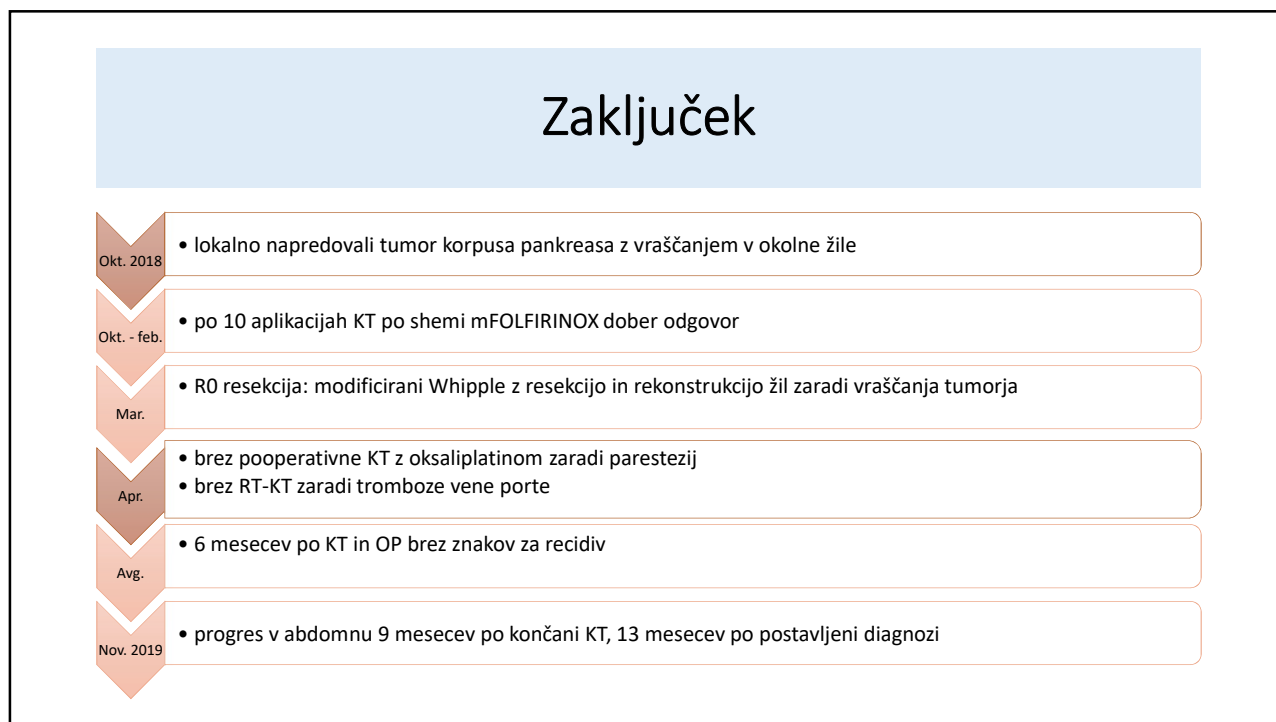 Zaključek
Okt. 2018
• lokalno napredovali tumor korpusa pankreasa z vraščanjem v okolne žile
Okt. - feb.
• po 10 aplikacijah KT po shemi mFOLFIRINOX dober odgovor
Mar.
• R0 resekcija: modificirani Whipple z resekcijo in rekonstrukcijo žil zaradi vraščanja tumorja
Apr.
• brez pooperativne KT z oksaliplatinom zaradi parestezij
• brez RT-KT zaradi tromboze vene porte
Avg.
• 6 mesecev po KT in OP brez znakov za recidiv
Nov. 2019
• progres v abdomnu 9 mesecev po končani KT, 13 mesecev po postavljeni diagnozi